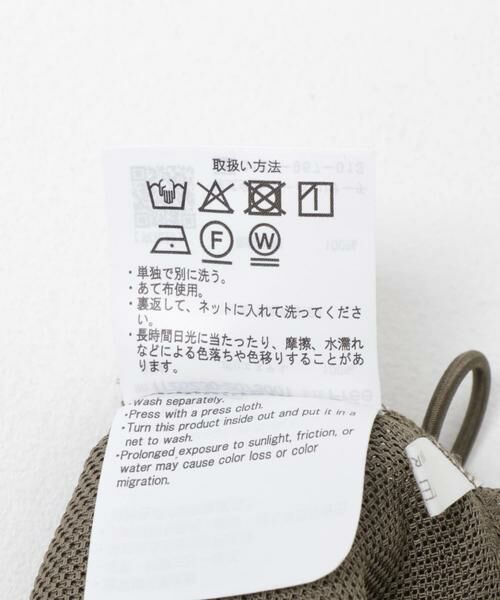 取扱い方法
F
W
・単独で別に洗う。
・あて布使用。
・裏返して、ネットに入れて洗ってくださ
い。
・長時間日光に当たったり、摩擦、水濡れ
などによる色落ちや色移りすることがあ
ります。
・Wash separately.
・Press with a press cloth.
・Turn this product inside out and put it in a
net to wash.
・Prolonged exposure to sunlight, friction, or
water may cause color loss or color
migration.